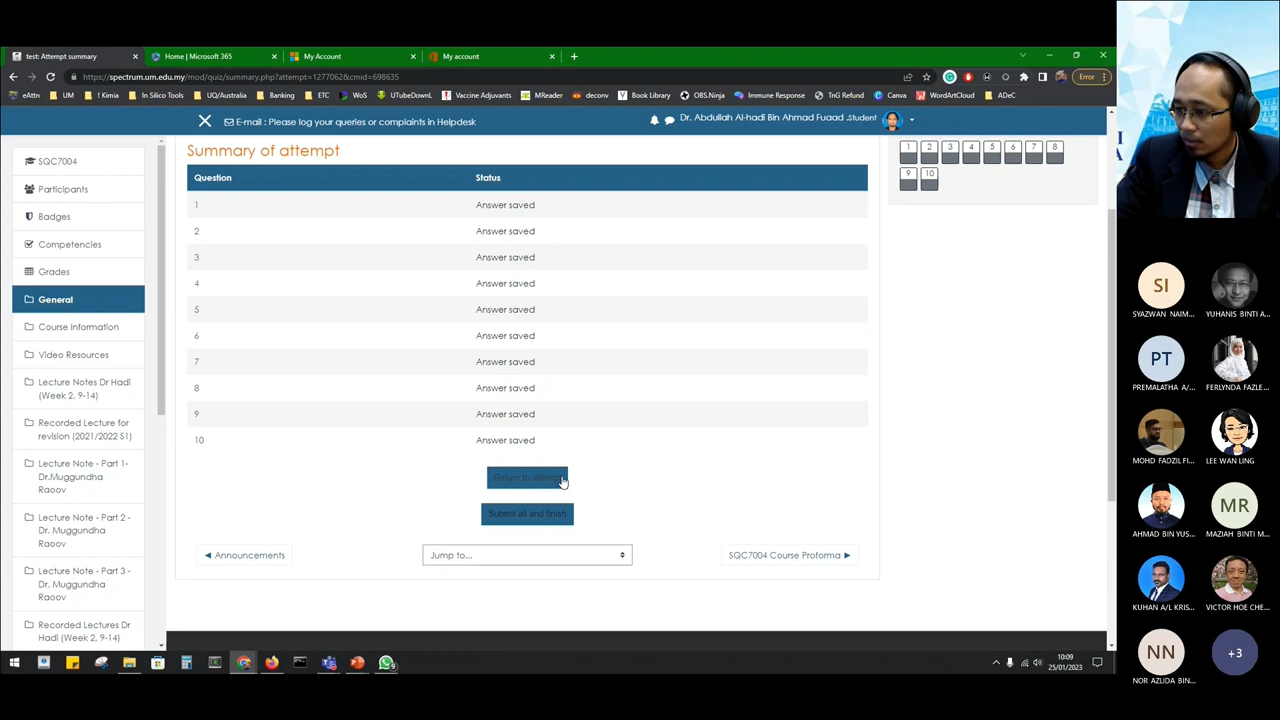 test: Attempt summary
Home | Microsoft 365
My Account
My account
https://spectrum.um.edu.my/mod/quiz/summary.php?attempt=1277062&cmid=698635
Error
eAttn
UM
! Kimia
In Silico Tools
UQ/Australia
Banking
ETC
WoS
UTubeDownL
Vaccine Adjuvants
MReader
deconv
Book Library
OBS.Ninja
Immune Response
TnG Refund
Canva
WordArtCloud
ADeC
E-mail : Please log your queries or complaints in Helpdesk
Dr. Abdullah Al-hadi Bin Ahmad Fuaad .Student
SQC7004
Participants
Badges
Competencies
Grades
General
Course Information
Video Resources
Lecture Notes Dr Hadi
(Week 2, 9-14)
Recorded Lecture for
revision (2021/2022 S1)
Lecture Note - Part 1-
Dr.Muggundha
Raoov
Lecture Note - Part 2 -
Dr. Muggundha
Raoov
Lecture Note - Part 3 -
Dr. Muggundha
Raoov
Recorded Lectures Dr
Hadi (Week 2, 9-14)
Summary of attempt
Question Status
1 Answer saved
2 Answer saved
3 Answer saved
4 Answer saved
5 Answer saved
6 Answer saved
7 Answer saved
8 Answer saved
9 Answer saved
10 Answer saved
Return to attempt
Submit all and finish
◄ Announcements
Jump to...
SQC7004 Course Proforma ►
1 2 3 4 5 6 7 8
9 10
SI
SYAZWAN NAIM...
YUHANIS BINTI A...
PT
PREMALATHA A/...
FERLYNDA FAZLE...
MOHD FADZIL FI...
LEE WAN LING
AHMAD BIN YUS...
MR
MAZIAH BINTI M...
KUHAN A/L KRIS...
VICTOR HOE CHE...
NN
NOR AZLIDA BIN...
+3
10:09
25/01/2023